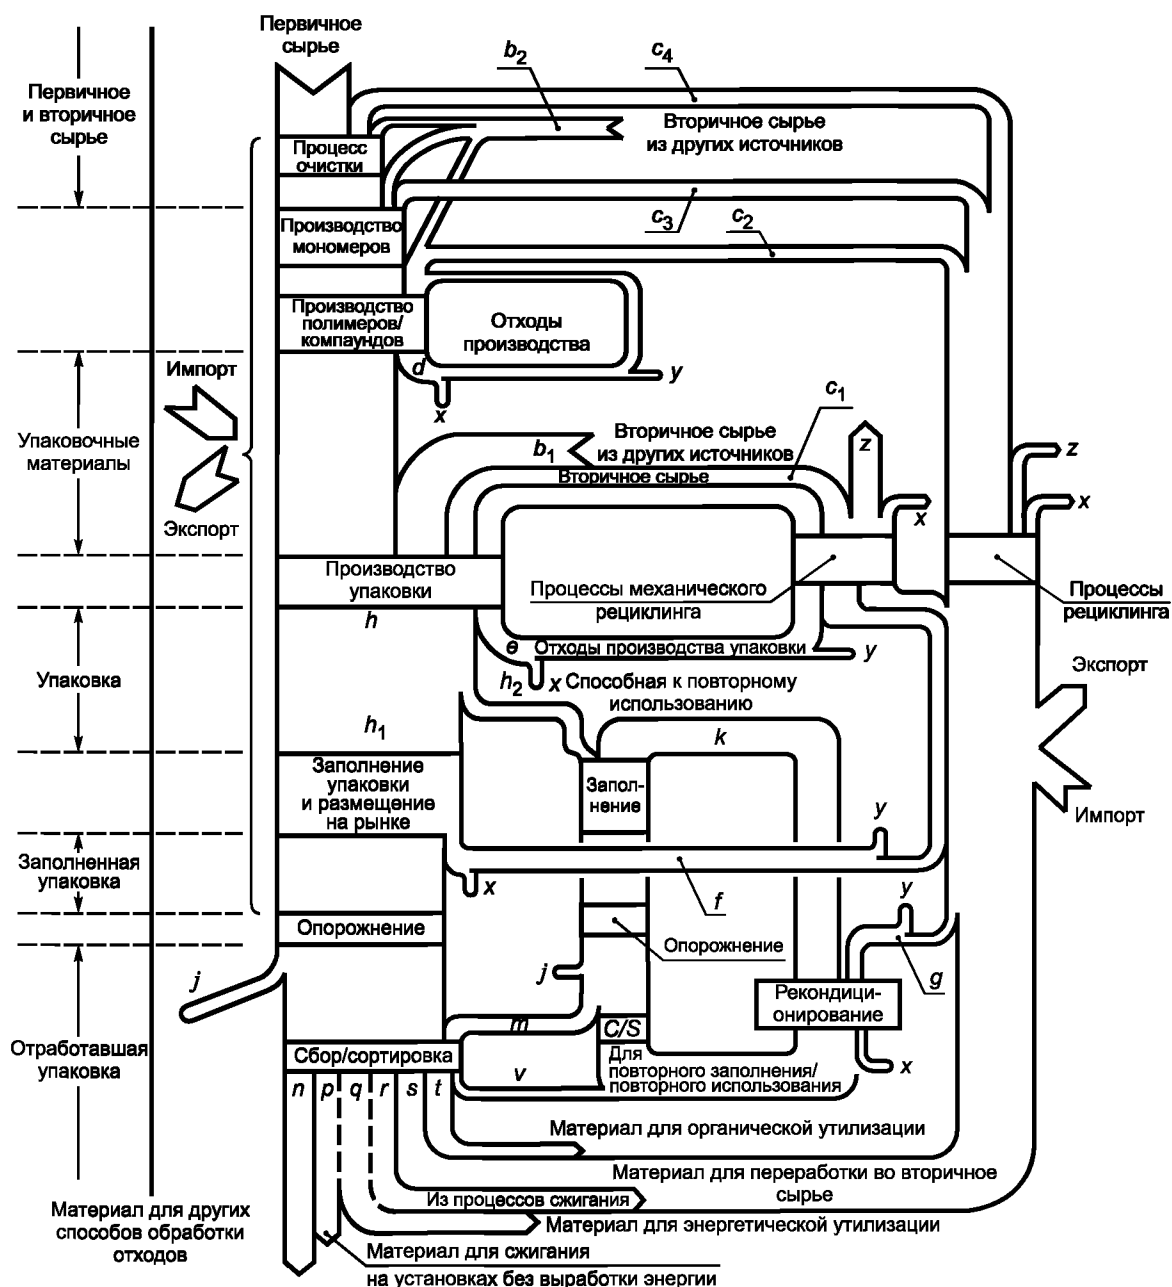 Первичное
сырье
b2
c4
Первичное
и вторичное
сырье
Вторичное сырье
из других источников
Процесс
очистки
c3
c2
Производство
мономеров
Производство
полимеров/
компаундов
Отходы
производства
d
y
x
Импорт
c1
Упаковочные
материалы
b1
Вторичное сырье
из других источников
Вторичное сырье
z
z
x
x
Экспорт
Производство
упаковки
Процессы механического
рециклинга
Процессы
рециклинга
h
e
Отходы производства упаковки
y
Упаковка
h2
x
Способная к повторному
использованию
Экспорт
h1
k
Заполнение
упаковки
и размещение
на рынке
Запол-
нение
y
Импорт
Заполненная
упаковка
x
f
y
Опорожнение
Опорожнение
g
j
j
Рекондици-
онирование
m
C/S
Отработавшая
упаковка
Сбор/сортировка
Для
повторного заполнения/
повторного использования
v
x
n
p
q
r
s
t
Материал для органической утилизации
Материал для переработки во вторичное
сырье
Из процессов сжигания
Материал для других
способов обработки
отходов
Материал для энергетической утилизации
Материал для сжигания
на установках без выработки энергии